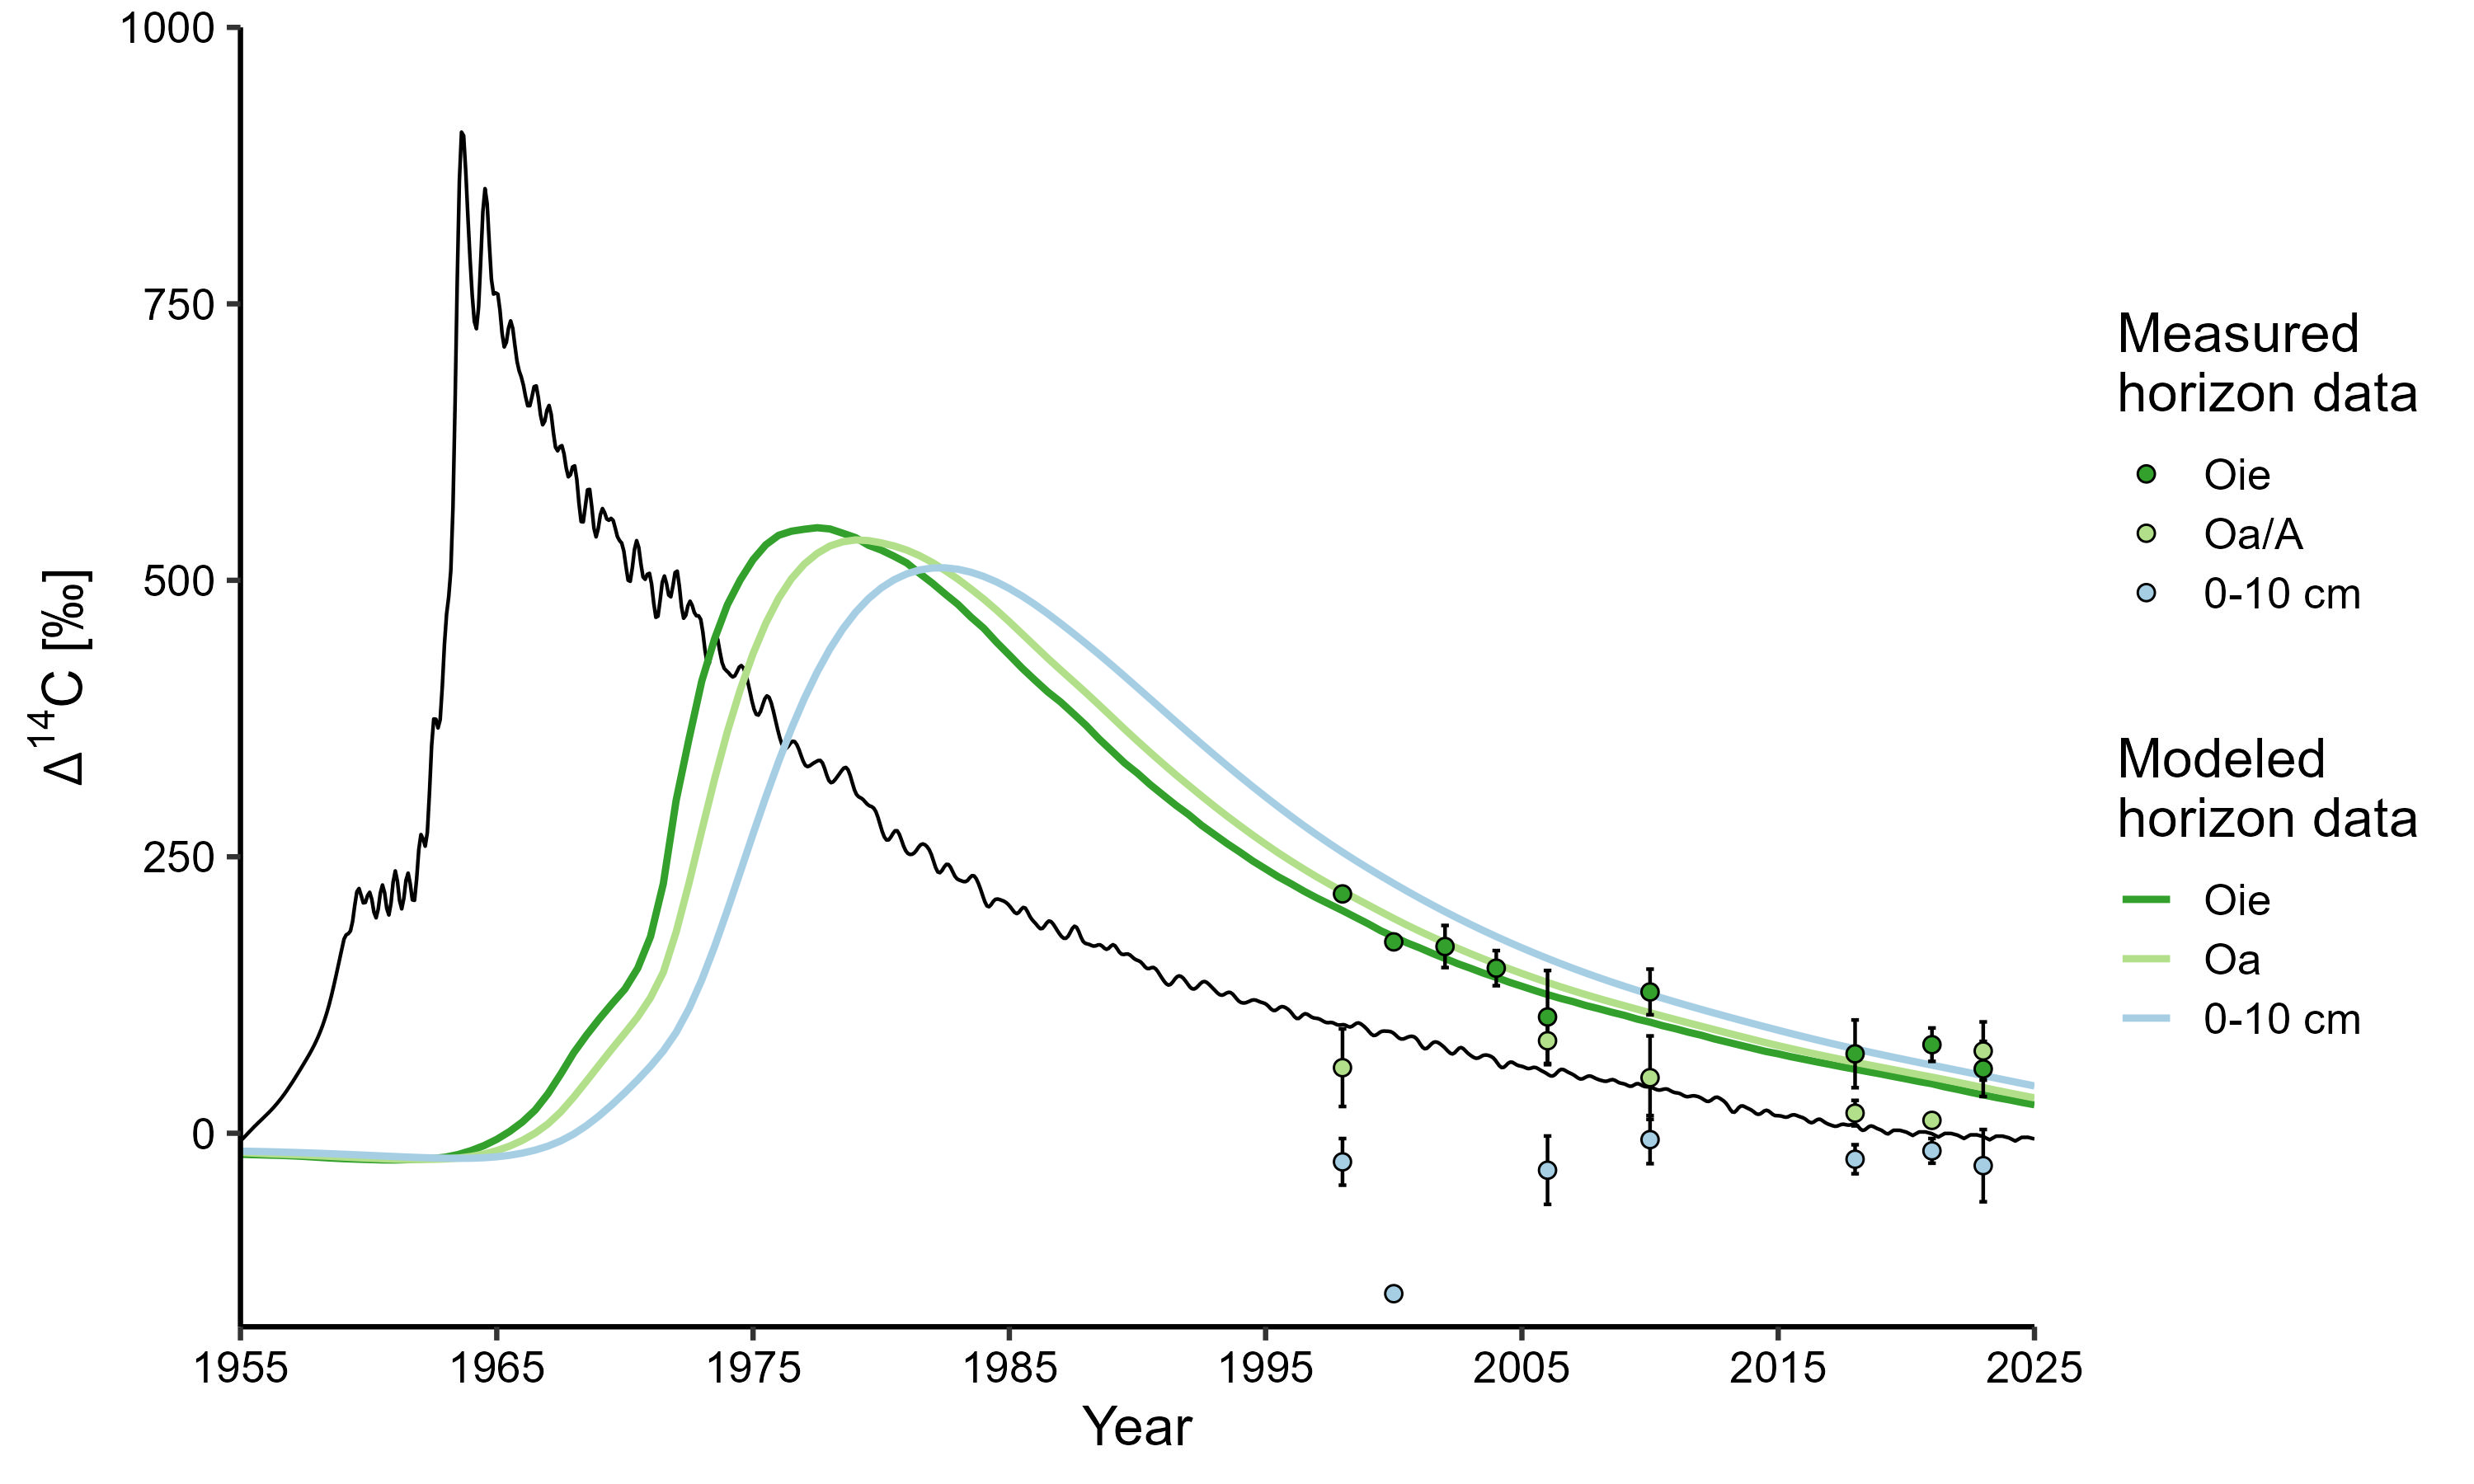 1000
750
500
250
0
Δ¹⁴C [‰]
1955 1965 1975 1985 1995 2005 2015 2025
Year
Measured
horizon data
Oie
Oa/A
0-10 cm
Modeled
horizon data
Oie
Oa
0-10 cm